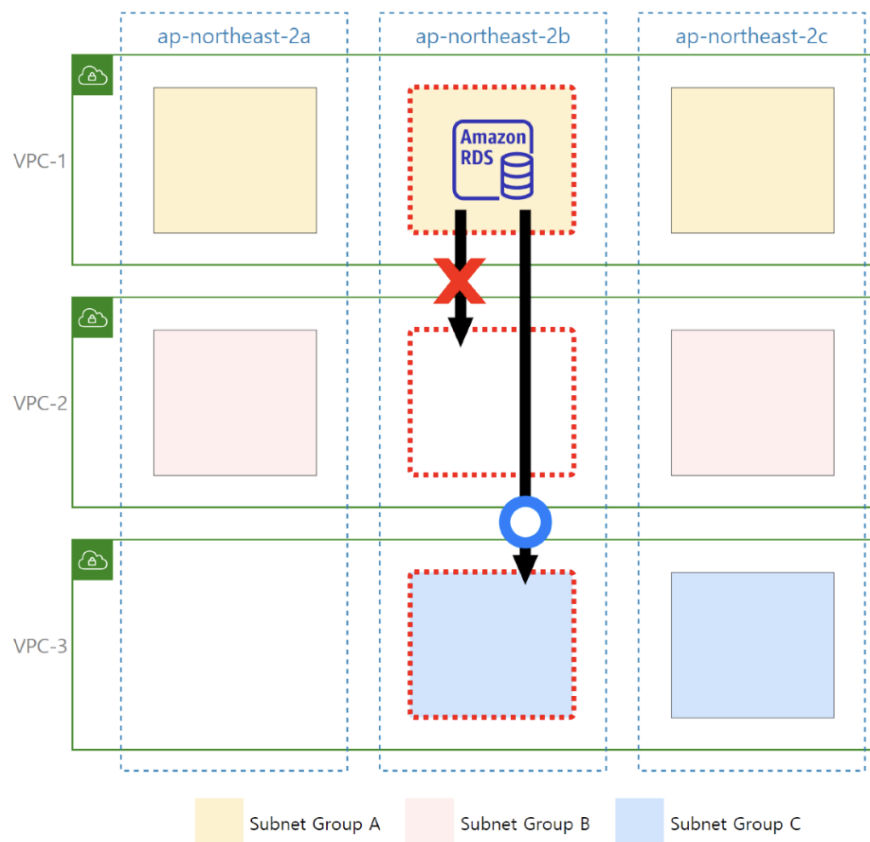 ap-northeast-2a
ap-northeast-2b
ap-northeast-2c
VPC-1
Amazon
RDS
VPC-2
VPC-3
Subnet Group A
Subnet Group B
Subnet Group C